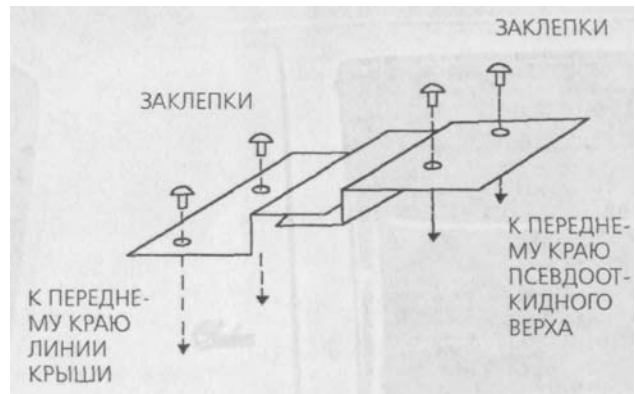 ЗАКЛЕПКИ
ЗАКЛЕПКИ
К ПЕРЕДНЕ-
МУ КРАЮ
ЛИНИИ
КРЫШИ
К ПЕРЕДНЕ-
МУ КРАЮ
ПСЕВДООТ-
КИДНОГО
ВЕРХА